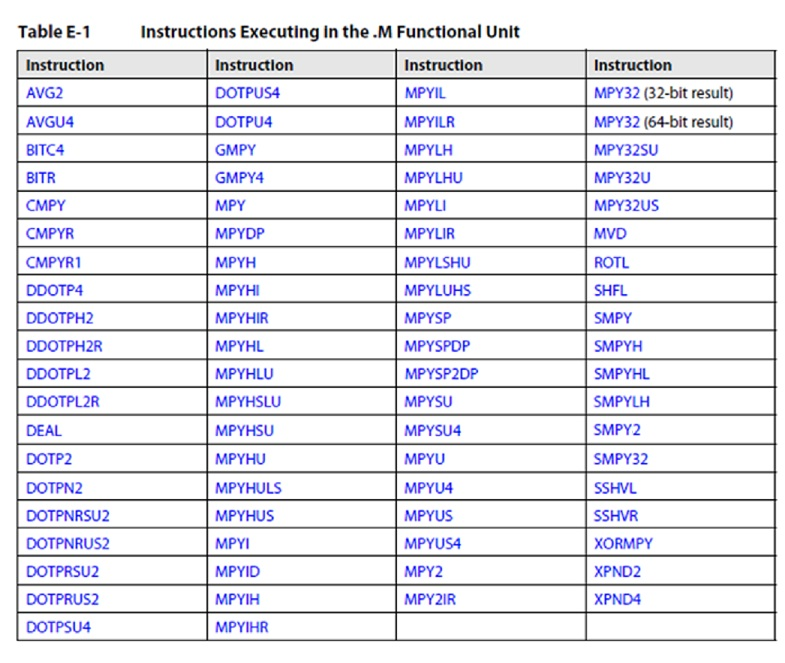 Table E-1 Instructions Executing in the .M Functional Unit
Instruction Instruction Instruction Instruction
AVG2 DOTPUS4 MPYIL MPY32 (32-bit result)
AVGU4 DOTPU4 MPYILR MPY32 (64-bit result)
BITC4 GMPY MPYLH MPY32SU
BITR GMPY4 MPYLHU MPY32U
CMPY MPY MPYLI MPY32US
CMPYR MPYDP MPYLIR MVD
CMPYR1 MPYH MPYLSHU ROTL
DDOTP4 MPYHI MPYLUHS SHFL
DDOTPH2 MPYHIR MPYSP SMPY
DDOTPH2R MPYHL MPYSPDP SMPYH
DDOTPL2 MPYHLU MPYSP2DP SMPYHL
DDOTPL2R MPYHSLU MPYSU SMPYLH
DEAL MPYHSU MPYSU4 SMPY2
DOTP2 MPYHU MPYU SMPY32
DOTPN2 MPYHULS MPYU4 SSHVL
DOTPNRSU2 MPYHUS MPYUS SSHVR
DOTPNRUS2 MPYI MPYUS4 XORMPY
DOTPRSU2 MPYID MPY2 XPND2
DOTPRUS2 MPYIH MPY2IR XPND4
DOTPSU4 MPYIHR